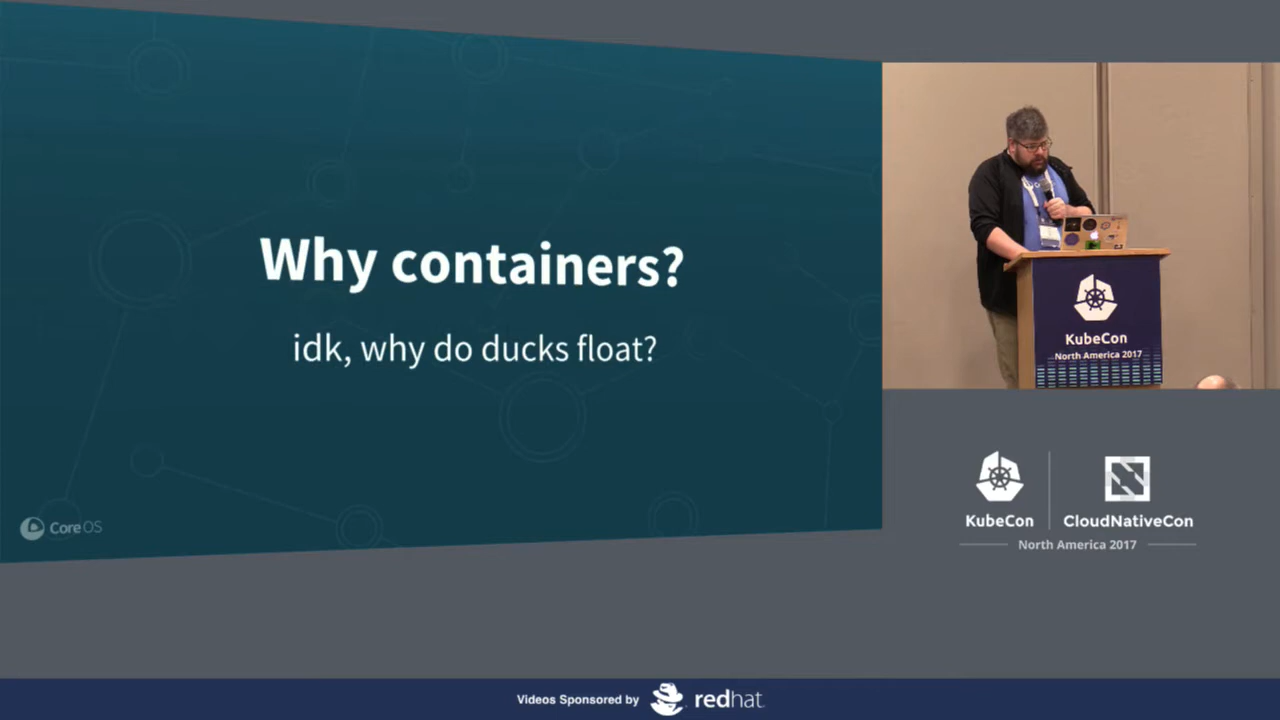 Why containers?
idk, why do ducks float?
CoreOS
KubeCon
North America 2017
KubeCon
CloudNativeCon
North America 2017
Videos Sponsored by
redhat